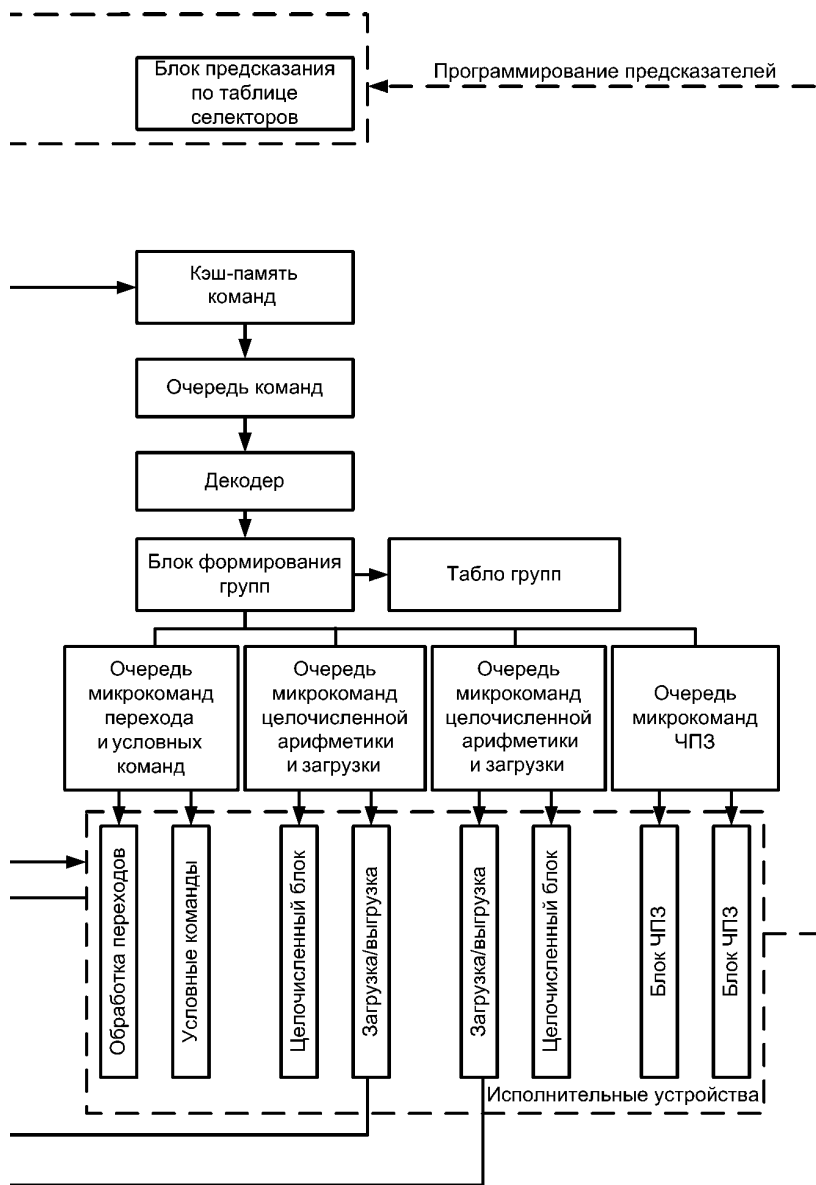 Блок предсказания
по таблице
селекторов
Программирование предсказателей
Кэш-память
команд
Очередь команд
Декодер
Блок формирования
групп
Табло групп
Очередь
микрокоманд
перехода
и условных
команд
Очередь
микрокоманд
целочисленной
арифметики
и загрузки
Очередь
микрокоманд
целочисленной
арифметики
и загрузки
Очередь
микрокоманд
ЧПЗ
Обработка переходов
Условные команды
Целочисленный блок
Загрузка/выгрузка
Загрузка/выгрузка
Целочисленный блок
Блок ЧПЗ
Блок ЧПЗ
Исполнительные устройства